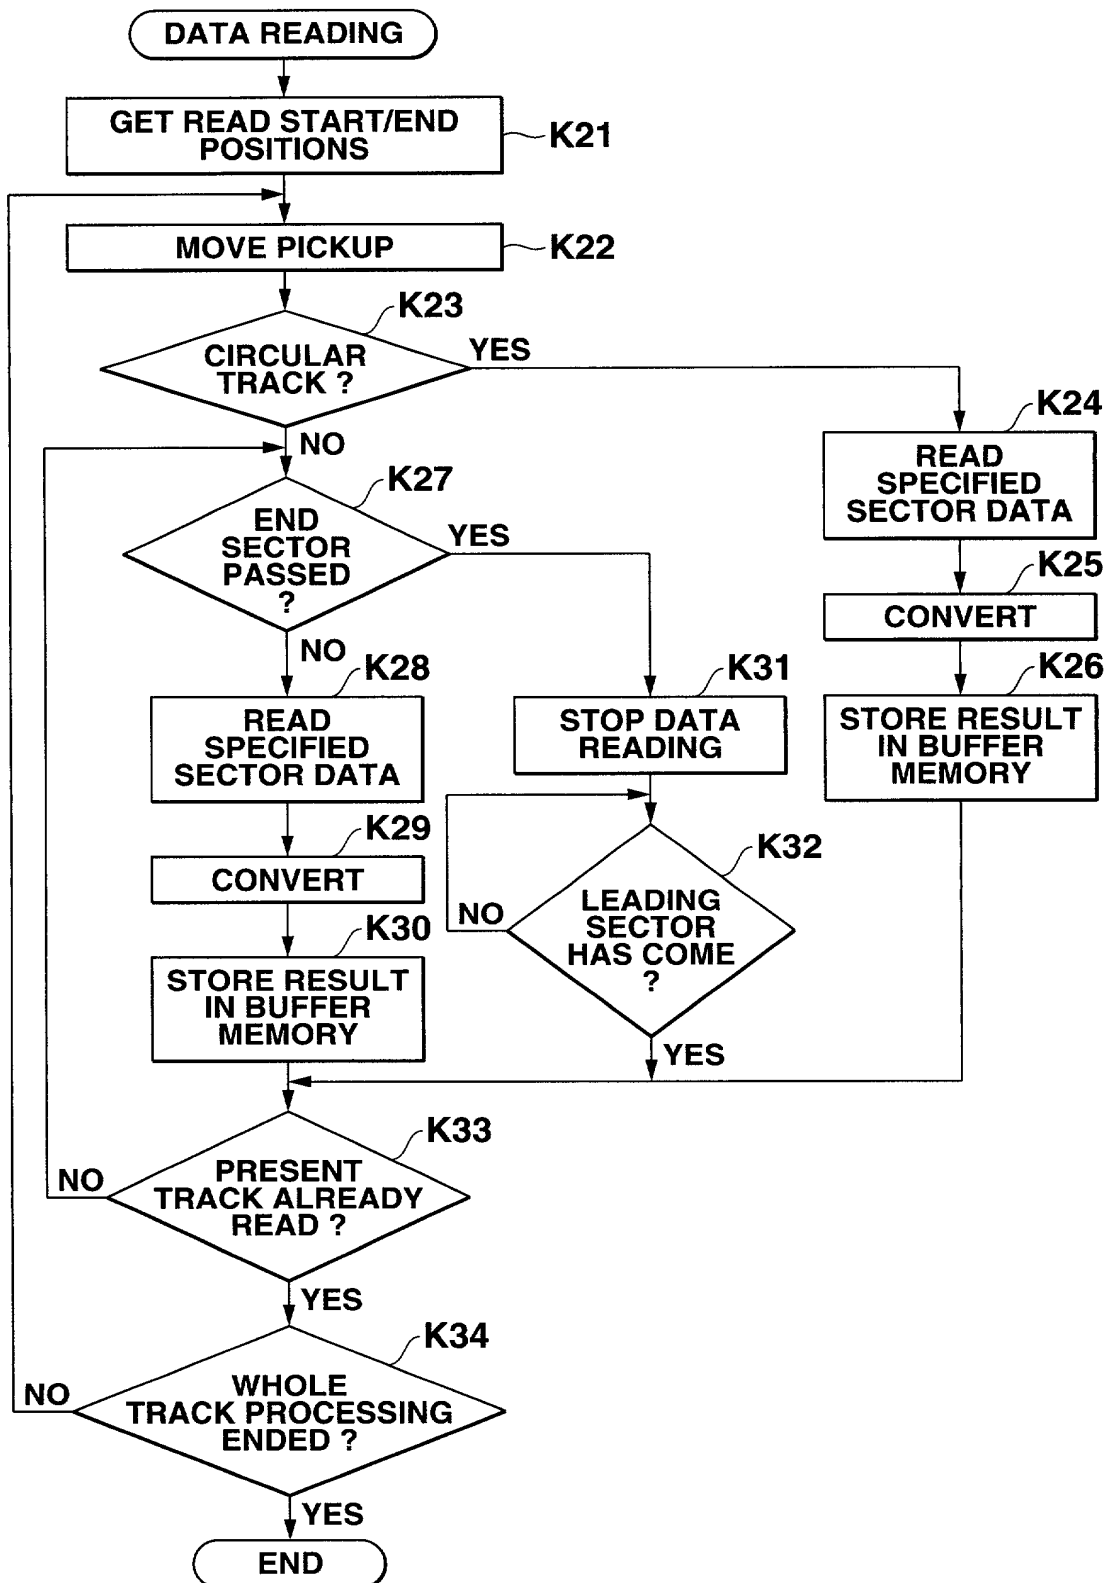 DATA READING
GET READ START/END
POSITIONS
K21
MOVE PICKUP
K22
K23
CIRCULAR
TRACK ?
YES
NO
K24
READ
SPECIFIED
SECTOR DATA
K25
CONVERT
K26
STORE RESULT
IN BUFFER
MEMORY
K27
END
SECTOR
PASSED
?
YES
NO
K28
READ
SPECIFIED
SECTOR DATA
K29
CONVERT
K30
STORE RESULT
IN BUFFER
MEMORY
K31
STOP DATA
READING
K32
LEADING
SECTOR
HAS COME
?
NO
YES
K33
PRESENT
TRACK ALREADY
READ ?
NO
YES
K34
WHOLE
TRACK PROCESSING
ENDED ?
NO
YES
END